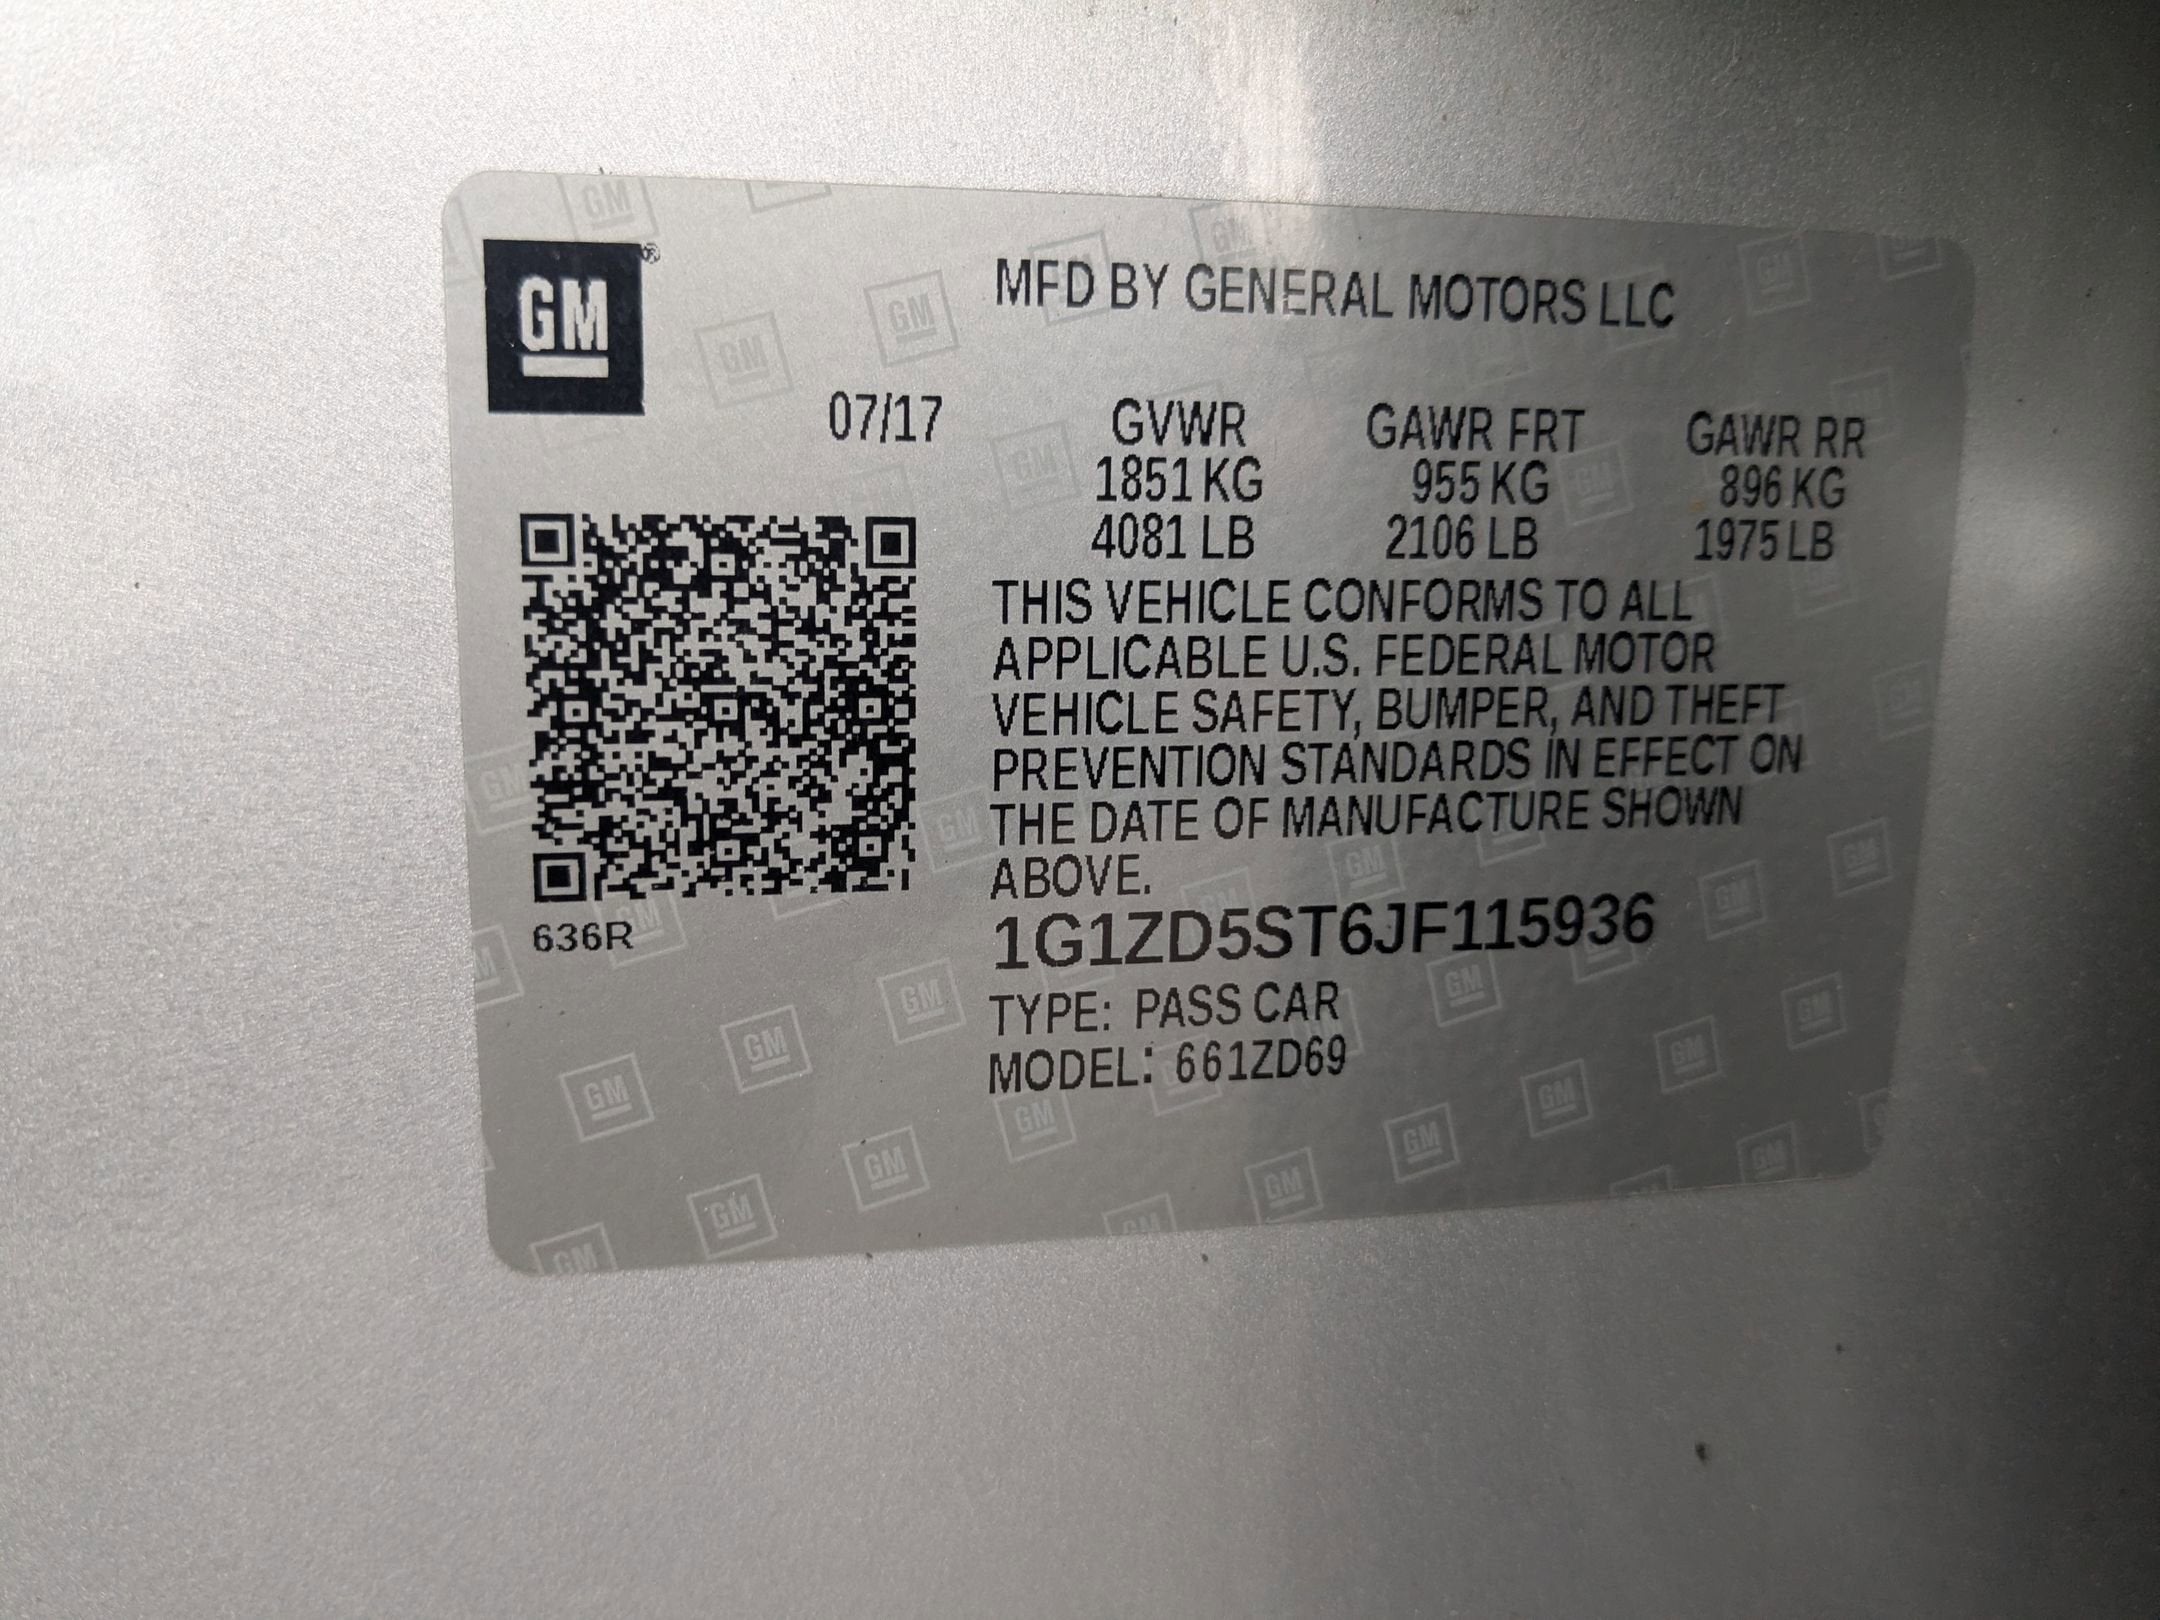 GM®
MFD BY GENERAL MOTORS LLC
07/17
GVWR GAWR FRT GAWR RR
1851 KG 955 KG 896 KG
4081 LB 2106 LB 1975 LB
THIS VEHICLE CONFORMS TO ALL
APPLICABLE U.S. FEDERAL MOTOR
VEHICLE SAFETY, BUMPER, AND THEFT
PREVENTION STANDARDS IN EFFECT ON
THE DATE OF MANUFACTURE SHOWN
ABOVE.
636R
1G1ZD5ST6JF115936
TYPE: PASS CAR
MODEL: 661ZD69